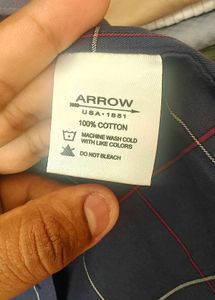 ARROW
USA • 1851
100% COTTON
MACHINE WASH COLD
WITH LIKE COLORS
DO NOT BLEACH